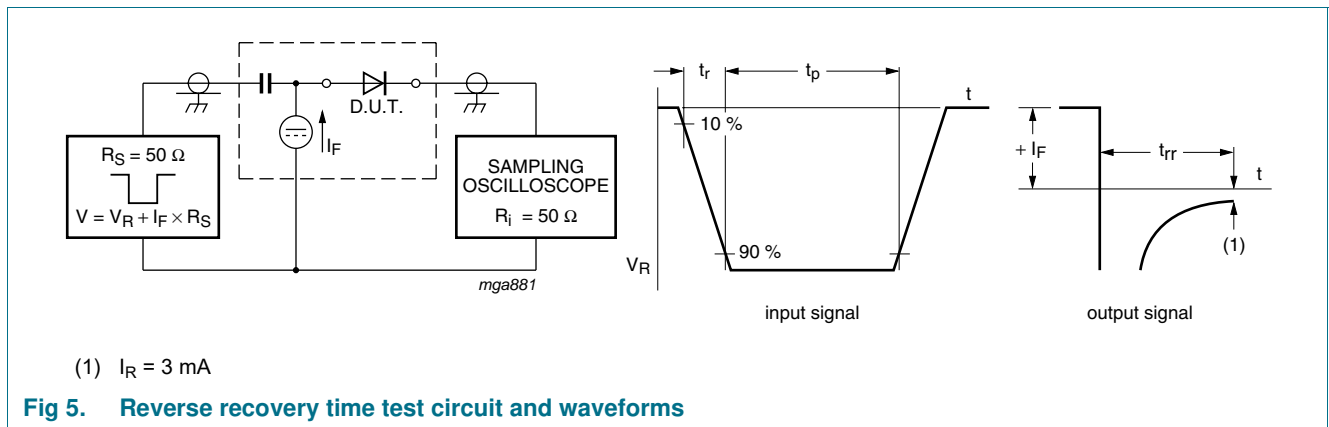 R_S = 50 Ω
V = V_R + I_F × R_S
I_F
D.U.T.
SAMPLING
OSCILLOSCOPE
R_i = 50 Ω
mga881
t_r
t_p
t
10 %
90 %
V_R
input signal
+ I_F
t_rr
t
(1)
output signal
(1) I_R = 3 mA
Fig 5. Reverse recovery time test circuit and waveforms